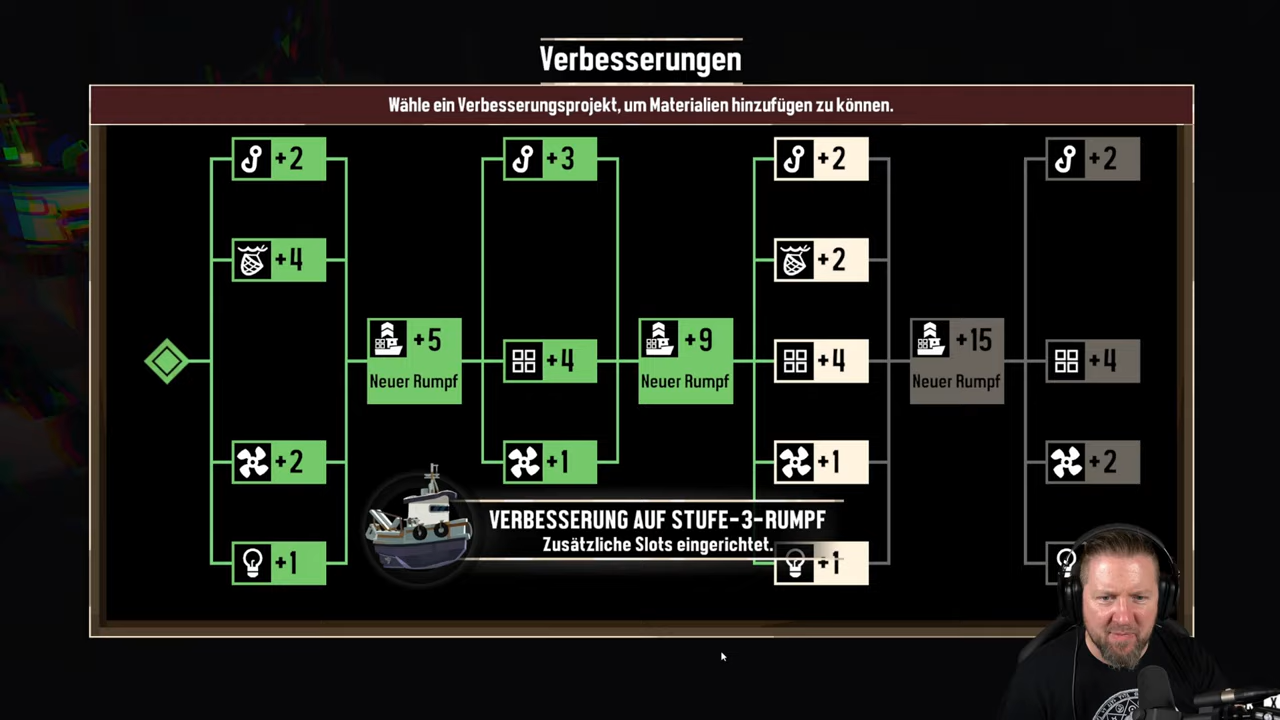 Verbesserungen
Wähle ein Verbesserungsprojekt, um Materialien hinzufügen zu können.
+2 +3 +2 +2
+4 +2
+5 +9 +15
+4 +4 +4
Neuer Rumpf Neuer Rumpf Neuer Rumpf
+2 +1 +1 +2
VERBESSERUNG AUF STUFE-3-RUMPF
Zusätzliche Slots eingerichtet.
+1 +1